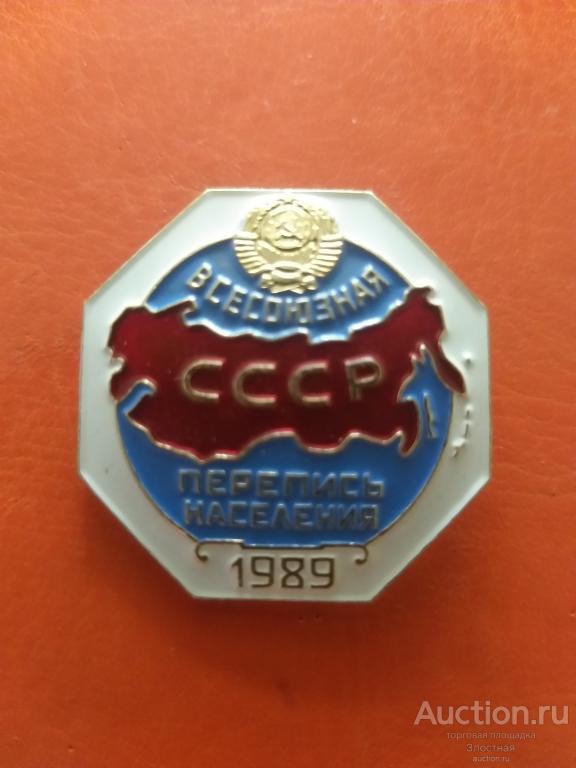 ВСЕСОЮЗНАЯ
СССР
ПЕРЕПИСЬ
НАСЕЛЕНИЯ
1989
Auction.ru
торговая площадка
Злостная
auction.ru